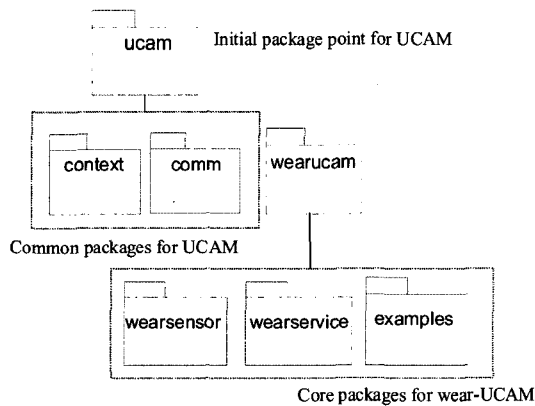 ucam
Initial package point for UCAM
context
comm
wearucam
Common packages for UCAM
wearsensor
wearservice
examples
Core packages for wear-UCAM